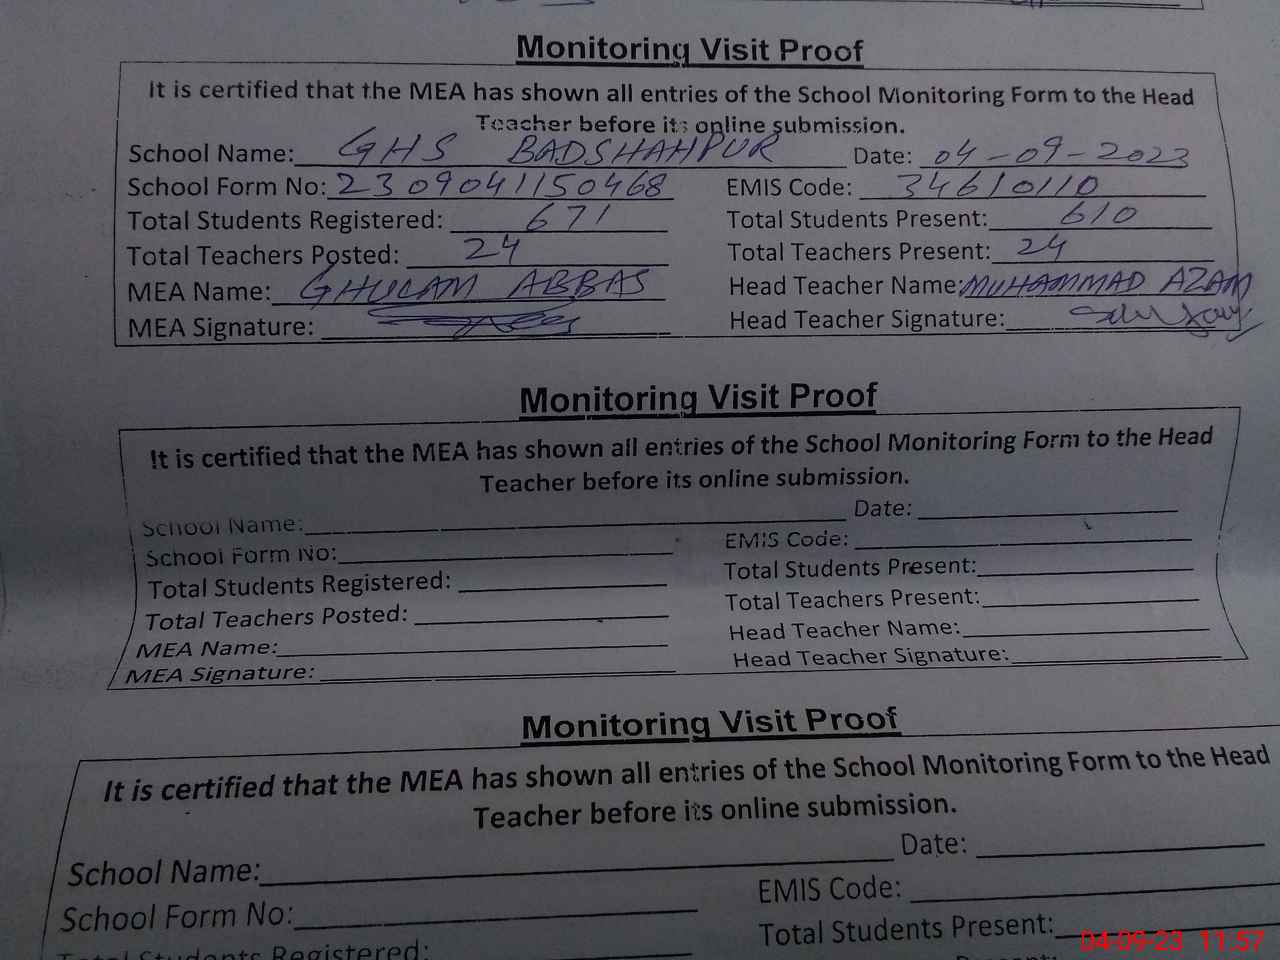 Monitoring Visit Proof
It is certified that the MEA has shown all entries of the School Monitoring Form to the Head
Teacher before its online submission.
School Name: GHS BADSHAHPUR Date: 04-09-2023
School Form No: 2309041150468 EMIS Code: 34610110
Total Students Registered: 671 Total Students Present: 610
Total Teachers Posted: 24 Total Teachers Present: 24
MEA Name: GHULAM ABBAS Head Teacher Name: MUHAMMAD AZAM
MEA Signature: Head Teacher Signature:
Monitoring Visit Proof
It is certified that the MEA has shown all entries of the School Monitoring Form to the Head
Teacher before its online submission.
School Name: Date:
School Form No: EMIS Code:
Total Students Registered: Total Students Present:
Total Teachers Posted: Total Teachers Present:
MEA Name: Head Teacher Name:
MEA Signature: Head Teacher Signature:
Monitoring Visit Proof
It is certified that the MEA has shown all entries of the School Monitoring Form to the Head
Teacher before its online submission.
School Name: Date:
School Form No: EMIS Code:
Total Students Registered: Total Students Present:
04-09-23 11:57